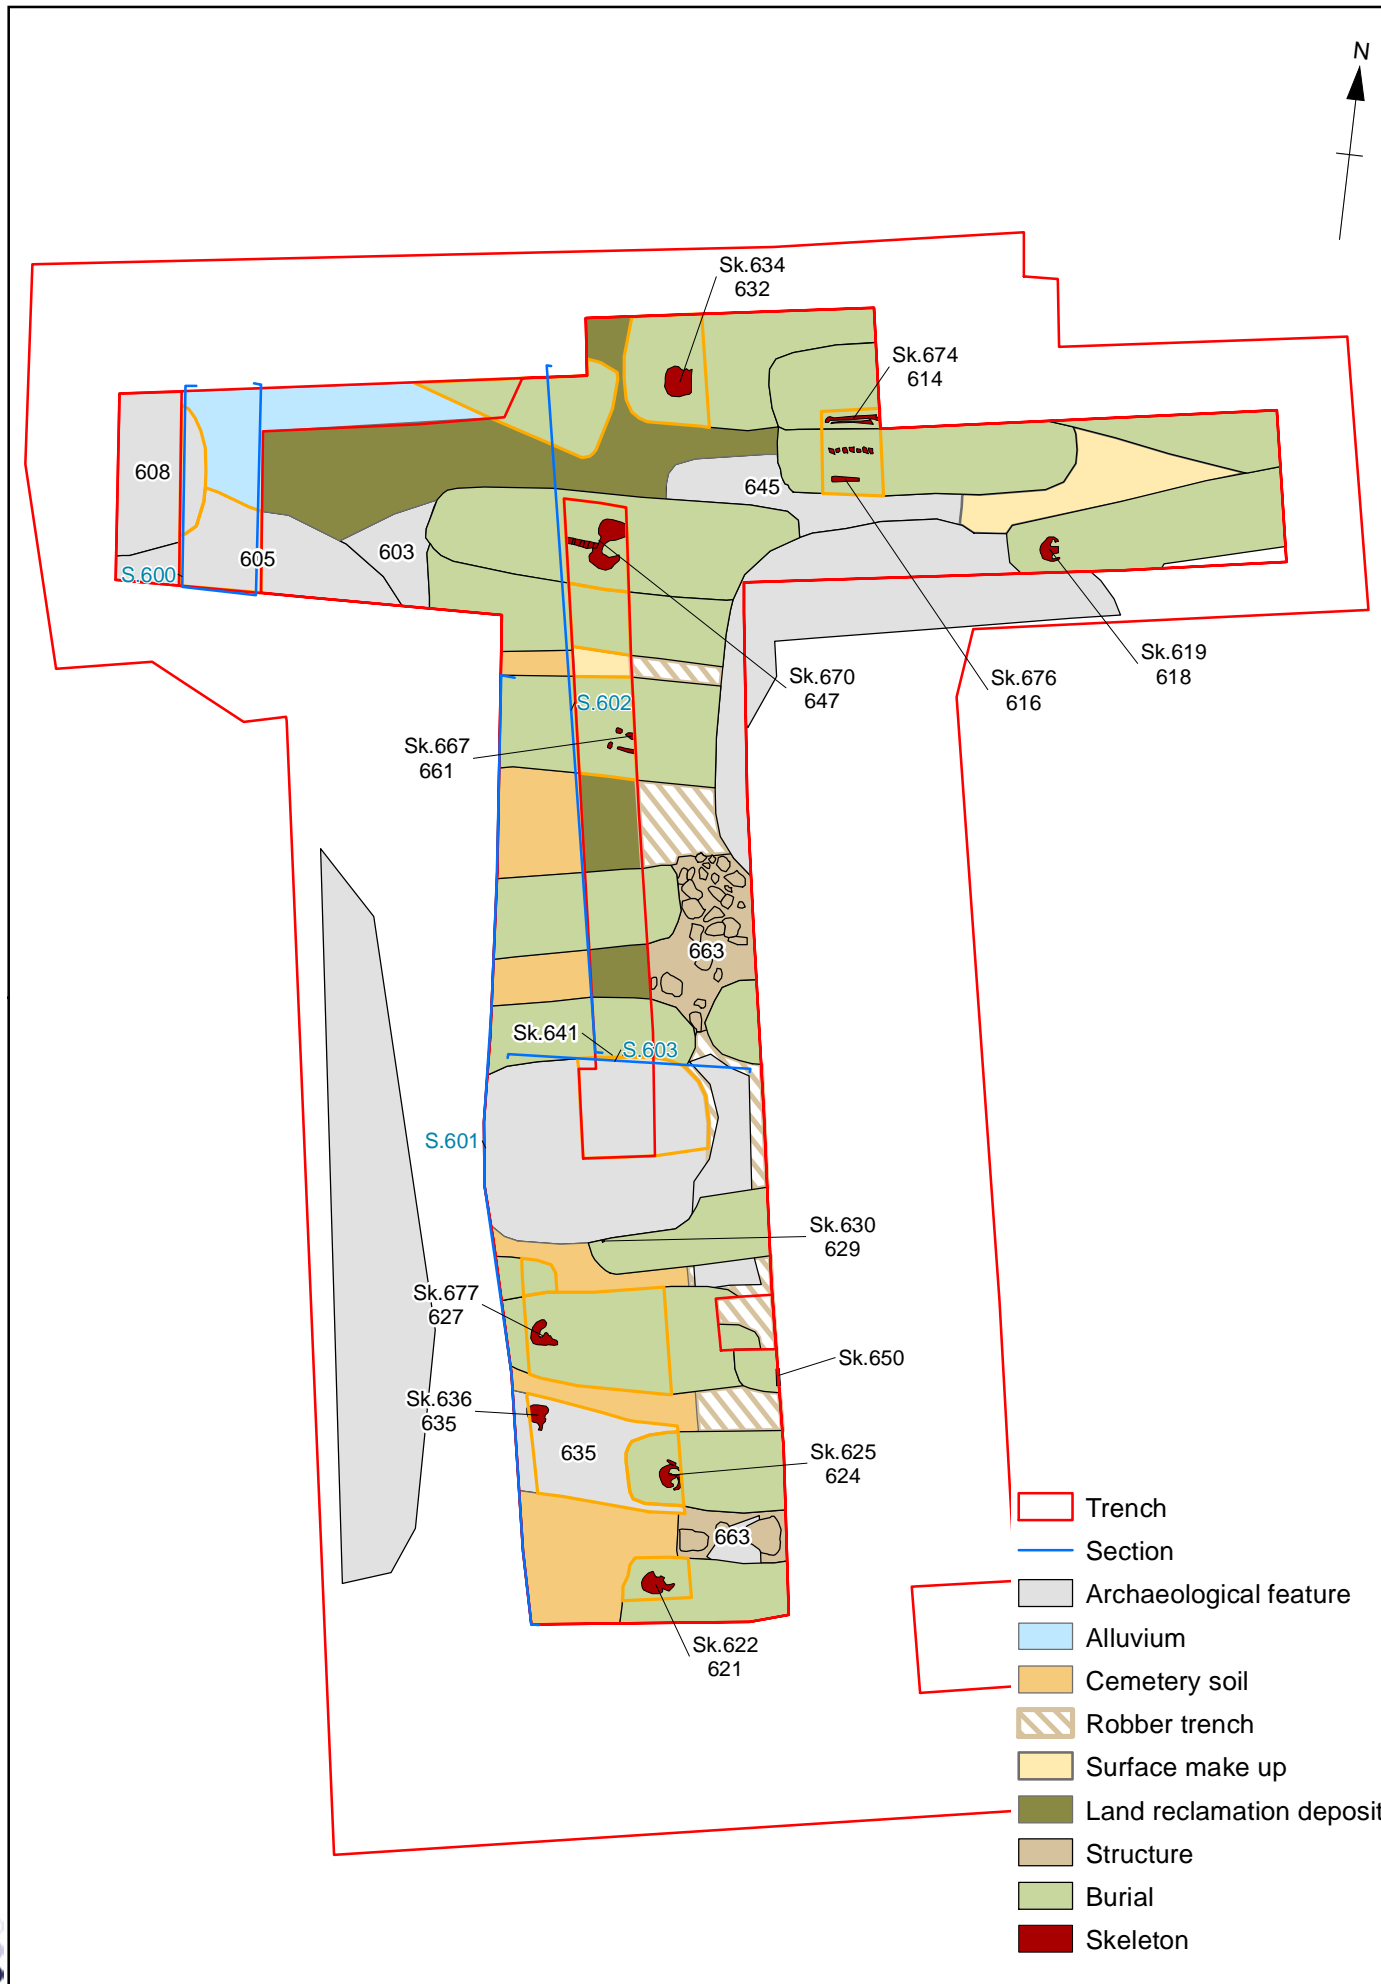 N
Sk.634
632
Sk.674
614
608
645
605
603
S.600
Sk.619
618
Sk.670
647
Sk.676
616
S.602
Sk.667
661
663
Sk.641
S.603
S.601
Sk.630
629
Sk.677
627
Sk.650
Sk.636
635
635
Sk.625
624
663
Sk.622
621
Trench
Section
Archaeological feature
Alluvium
Cemetery soil
Robber trench
Surface make up
Land reclamation deposit
Structure
Burial
Skeleton